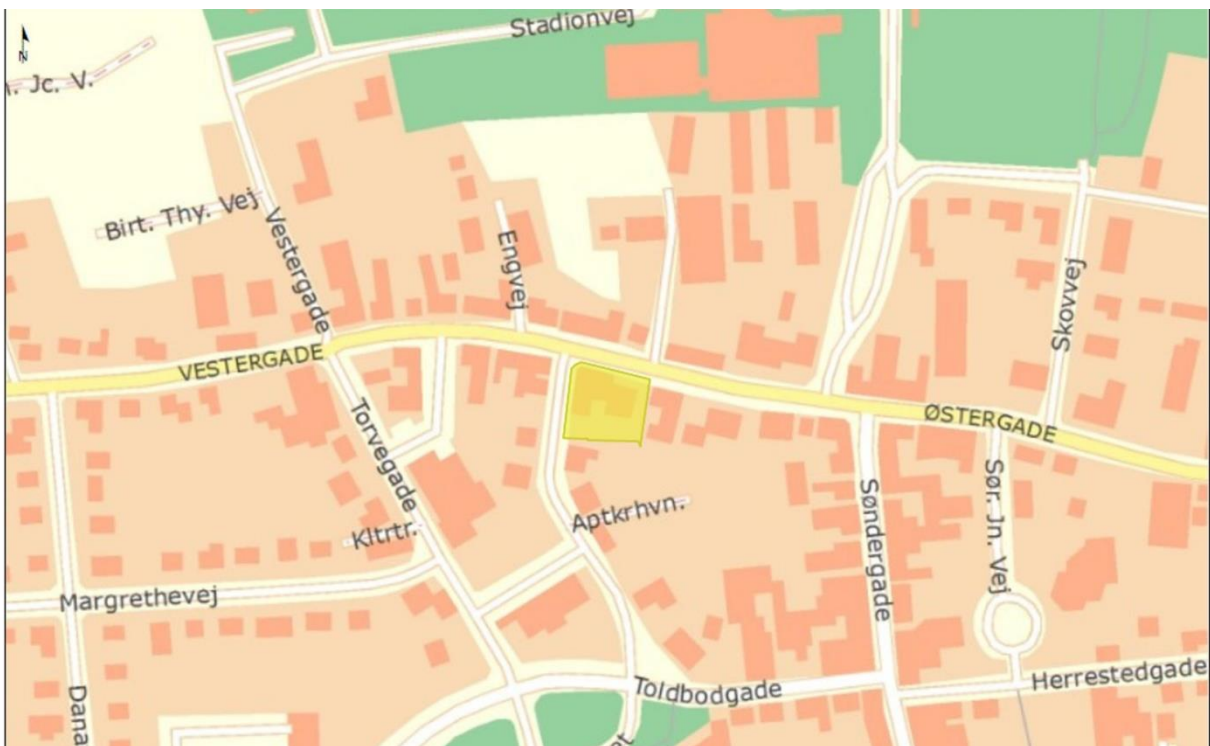 Stadionvej
N
Jc. V.
Birt. Thy. Vej
Vestergade
Engvej
Skovvej
VESTERGADE
ØSTERGADE
Torvegade
Sør. Jn. Vej
Søndergade
Aptkrhvn.
Kltrtr.
Margrethevej
Herrestedgade
Toldbodgade
Dana